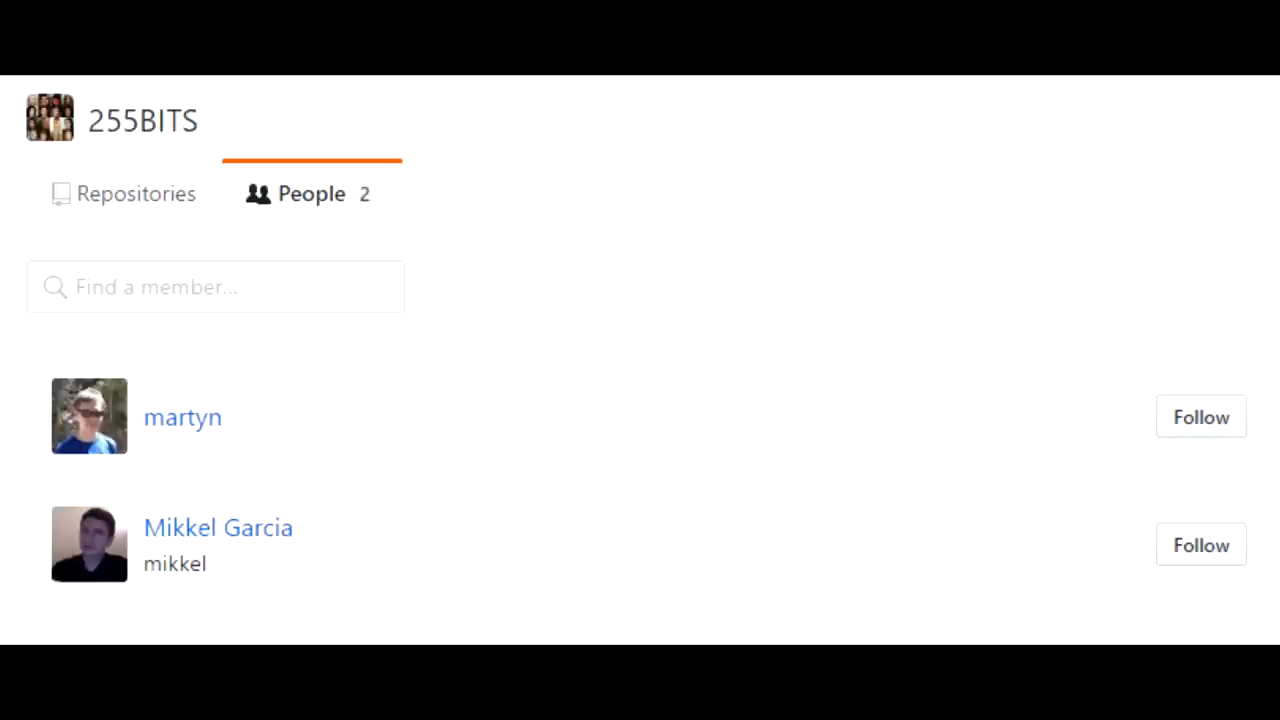 255BITS
Repositories
People 2
Find a member...
martyn
Follow
Mikkel Garcia
mikkel
Follow